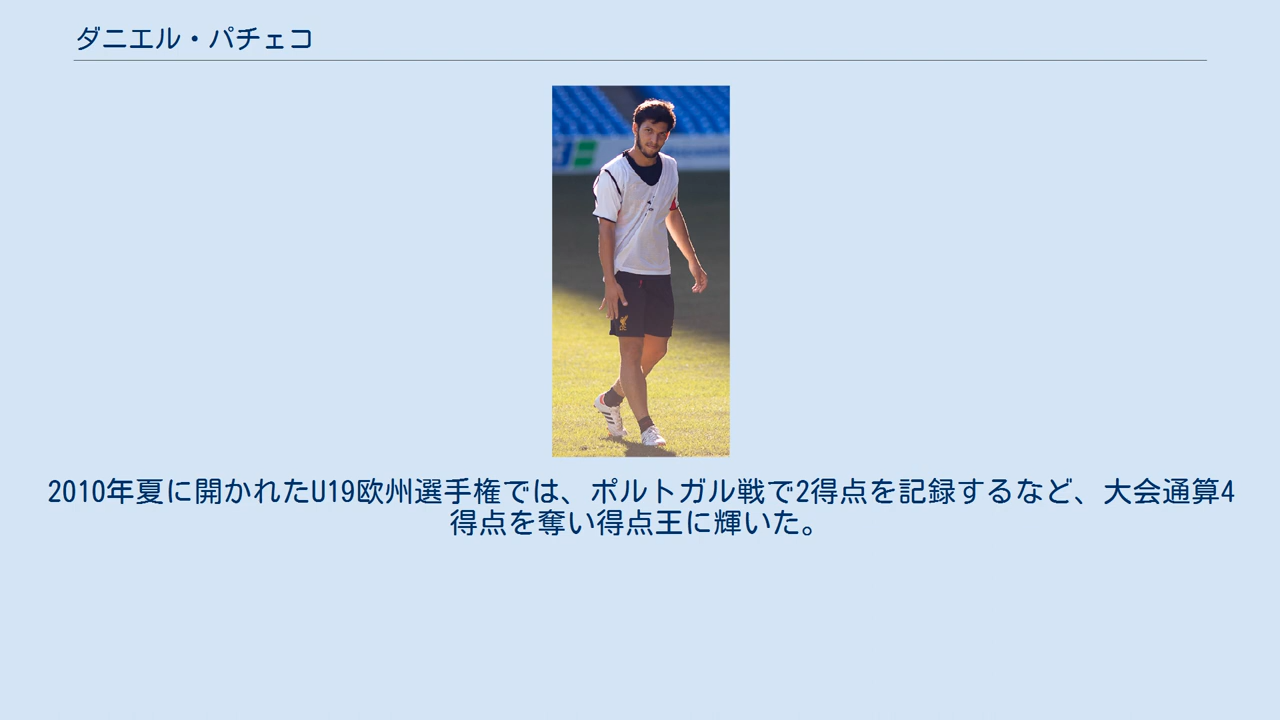 ダニエル・パチェコ
2010年夏に開かれたU19欧州選手権では、ポルトガル戦で2得点を記録するなど、大会通算4
得点を奪い得点王に輝いた。